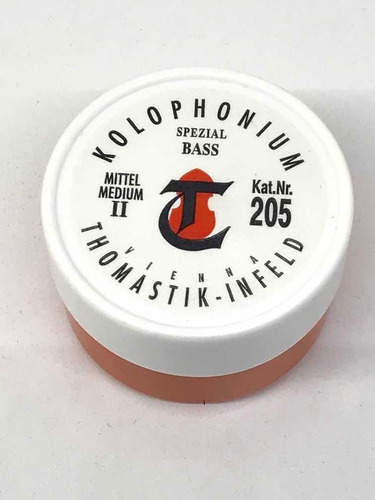 KOLOPHONIUM
SPEZIAL
BASS
MITTEL
MEDIUM
II
Kat.Nr.
205
VIENNA
THOMASTIK-INFELD